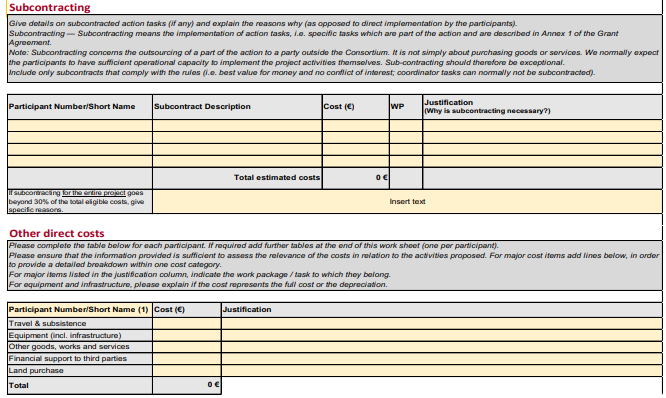 Subcontracting
Give details on subcontracted action tasks (if any) and explain the reasons why (as opposed to direct implementation by the participants).
Subcontracting — Subcontracting means the implementation of action tasks, i.e. specific tasks which are part of the action and are described in Annex 1 of the Grant
Agreement.
Note: Subcontracting concerns the outsourcing of a part of the action to a party outside the Consortium. It is not simply about purchasing goods or services. We normally expect
the participants to have sufficient operational capacity to implement the project activities themselves. Sub-contracting should therefore be exceptional.
Include only subcontracts that comply with the rules (i.e. best value for money and no conflict of interest; coordinator tasks can normally not be subcontracted).
Participant Number/Short Name Subcontract Description Cost (€) WP Justification
(Why is subcontracting necessary?)
Total estimated costs 0 €
If subcontracting for the entire project goes
beyond 30% of the total eligible costs, give
specific reasons.
Insert text
Other direct costs
Please complete the table below for each participant. If required add further tables at the end of this work sheet (one per participant).
Please ensure that the information provided is sufficient to assess the relevance of the costs in relation to the activities proposed. For major cost items add lines below, in order
to provide a detailed breakdown within one cost category.
For major items listed in the justification column, indicate the work package / task to which they belong.
For equipment and infrastructure, please explain if the cost represents the full cost or the depreciation.
Participant Number/Short Name (1) Cost (€) Justification
Travel & subsistence
Equipment (incl. infrastructure)
Other goods, works and services
Financial support to third parties
Land purchase
Total 0 €